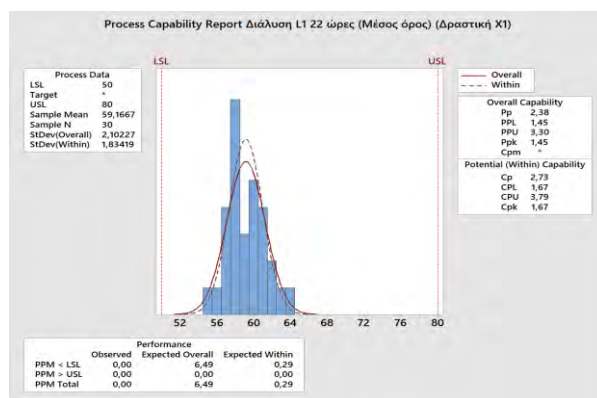 Process Capability Report Διάλυση L1 22 ώρες (Μέσος όρος) (Δραστική X1)
LSL
USL
Process Data
LSL 50
Target *
USL 80
Sample Mean 59,1667
Sample N 30
StDev(Overall) 2,10227
StDev(Within) 1,83419
Overall
Within
Overall Capability
Pp 2,38
PPL 1,45
PPU 3,30
Ppk 1,45
Cpm *
Potential (Within) Capability
Cp 2,73
CPL 1,67
CPU 3,79
Cpk 1,67
52 56 60 64 68 72 76 80
Performance
Observed Expected Overall Expected Within
PPM < LSL 0,00 6,49 0,29
PPM > USL 0,00 0,00 0,00
PPM Total 0,00 6,49 0,29